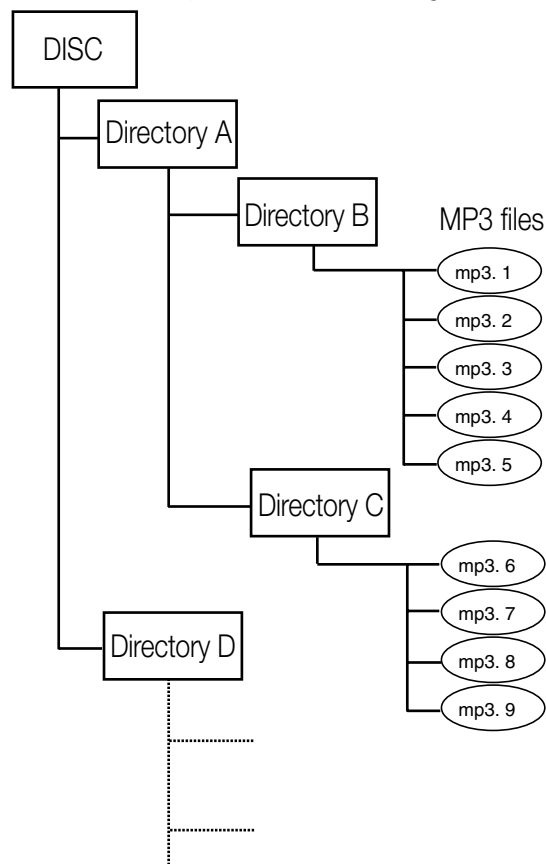 DISC
Directory A
Directory B
MP3 files
mp3. 1
mp3. 2
mp3. 3
mp3. 4
mp3. 5
Directory C
mp3. 6
mp3. 7
mp3. 8
mp3. 9
Directory D